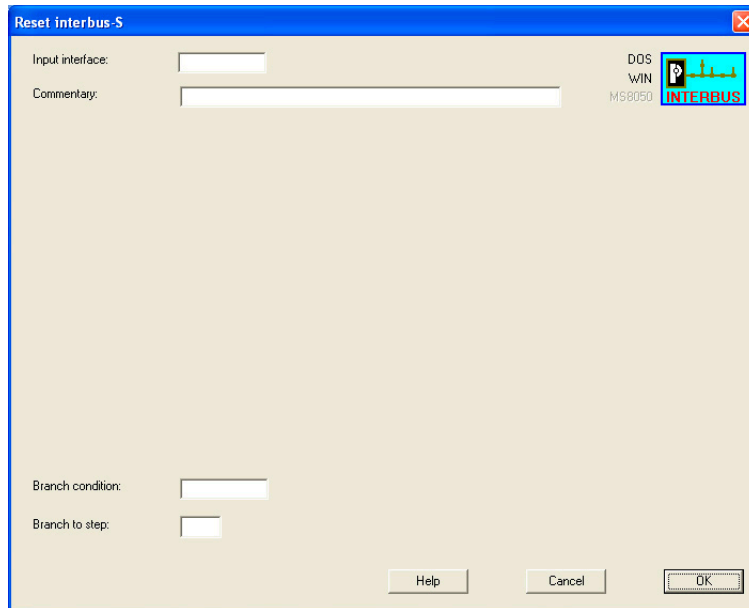 Reset interbus-S
Input interface:
DOS
WIN
Commentary:
MS8050
INTERBUS
Branch condition:
Branch to step:
Help
Cancel
OK